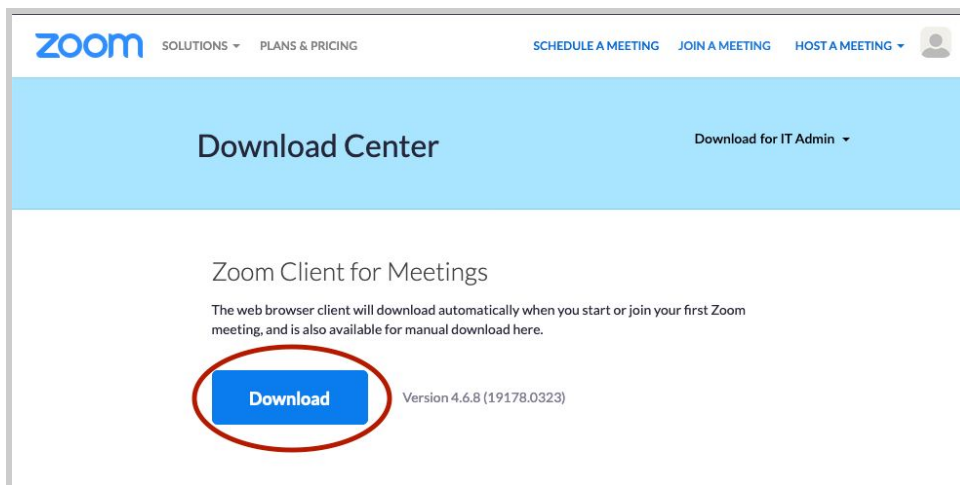 zoom SOLUTIONS PLANS & PRICING SCHEDULE A MEETING JOIN A MEETING HOST A MEETING
Download Center Download for IT Admin
Zoom Client for Meetings
The web browser client will download automatically when you start or join your first Zoom
meeting, and is also available for manual download here.
Download Version 4.6.8 (19178.0323)